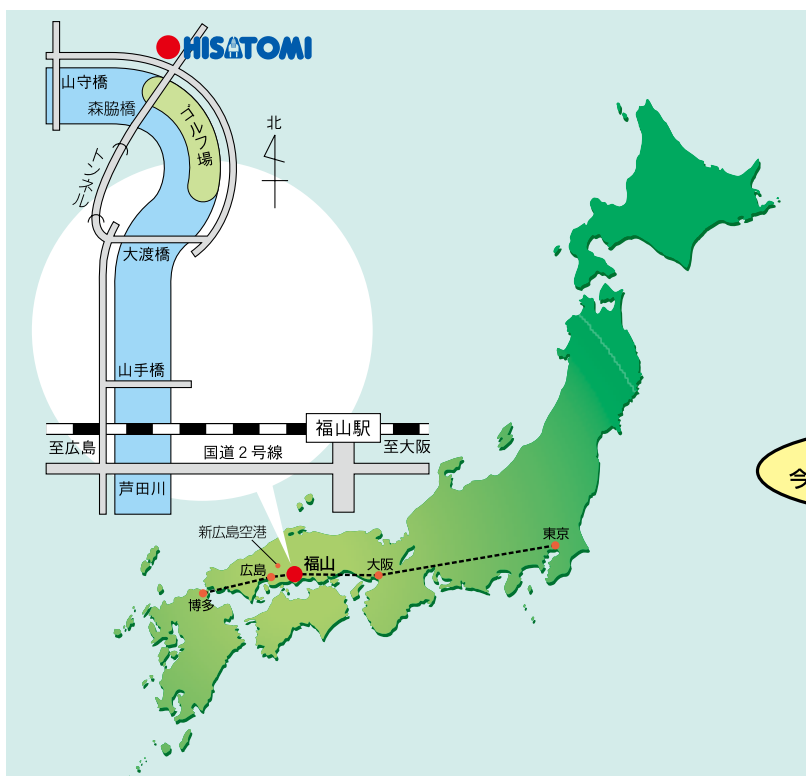 HISATOMI
山守橋
森脇橋
ゴルフ場
北
トンネル
大渡橋
山手橋
福山駅
至広島
国道2号線
至大阪
芦田川
今
新広島空港
東京
広島
福山
大阪
博多